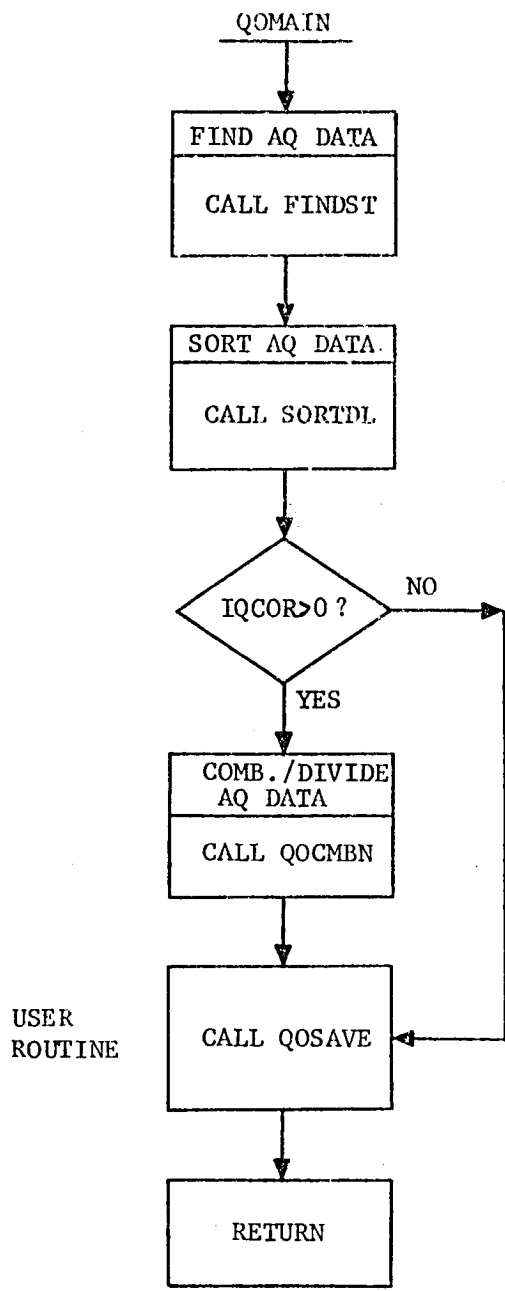 QOMAIN
FIND AQ DATA
CALL FINDST
SORT AQ DATA
CALL SORTDL
IQCOR>0 ?
NO
YES
COMB./DIVIDE
AQ DATA
CALL QOCMBN
USER
ROUTINE
CALL QOSAVE
RETURN